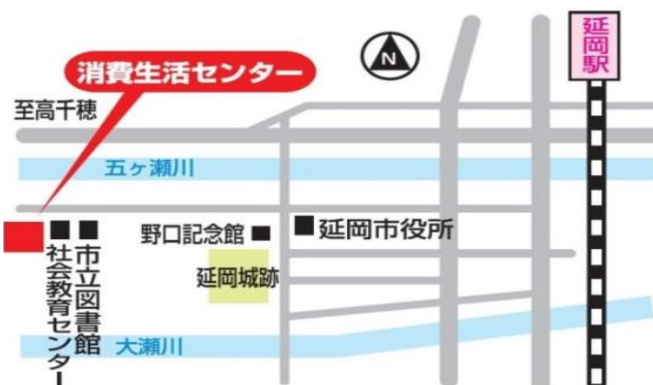 延岡駅
N
消費生活センター
至高千穂
五ヶ瀬川
野口記念館
延岡市役所
市立図書館
社会教育センター
延岡城跡
大瀬川